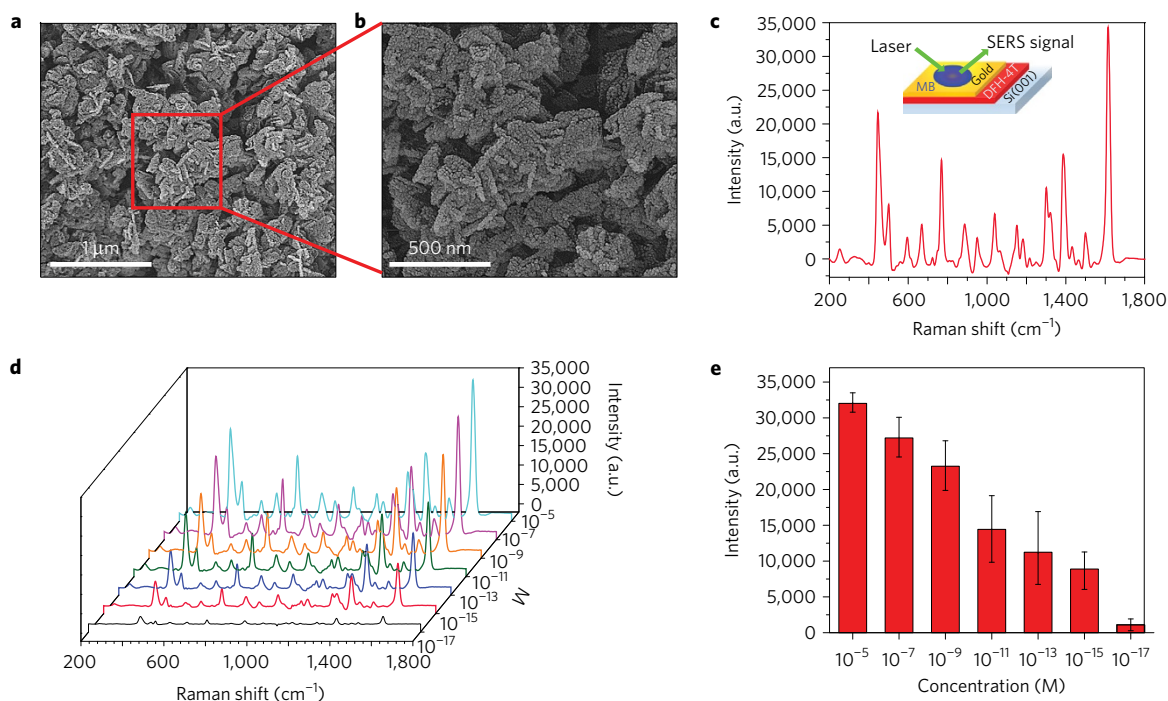 a
1 µm
b
500 nm
c
35,000
30,000
25,000
20,000
15,000
10,000
5,000
0
Intensity (a.u.)
Laser
SERS signal
MB
Gold
DFH-4T
Si(001)
200
600
1,000
1,400
1,800
Raman shift (cm⁻¹)
d
35,000
30,000
25,000
20,000
15,000
10,000
5,000
0
Intensity (a.u.)
10⁻⁵
10⁻⁷
10⁻⁹
10⁻¹¹
10⁻¹³
10⁻¹⁵
10⁻¹⁷
M
200
600
1,000
1,400
1,800
Raman shift (cm⁻¹)
e
35,000
30,000
25,000
20,000
15,000
10,000
5,000
0
Intensity (a.u.)
10⁻⁵
10⁻⁷
10⁻⁹
10⁻¹¹
10⁻¹³
10⁻¹⁵
10⁻¹⁷
Concentration (M)